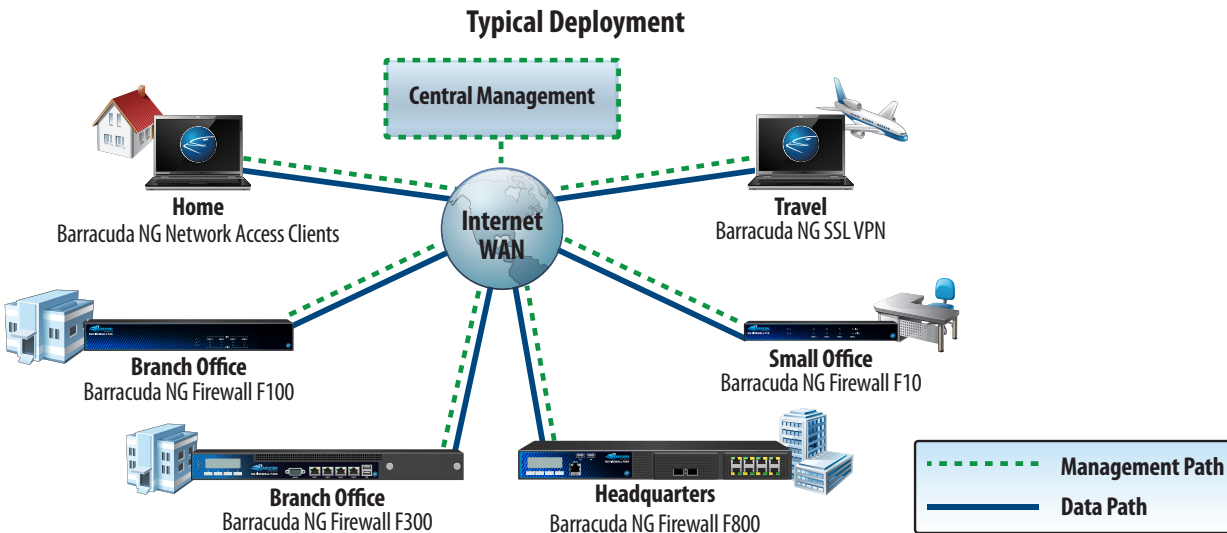 Typical Deployment
Central Management
Home
Barracuda NG Network Access Clients
Travel
Barracuda NG SSL VPN
Internet
WAN
Branch Office
Barracuda NG Firewall F100
Small Office
Barracuda NG Firewall F10
Branch Office
Barracuda NG Firewall F300
Headquarters
Barracuda NG Firewall F800
Management Path
Data Path